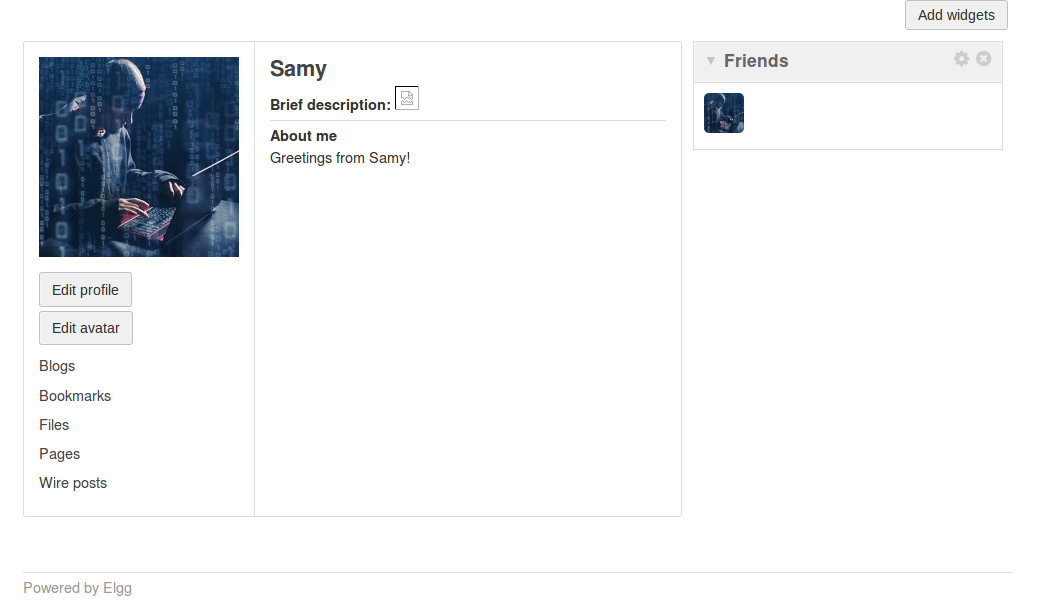 Add widgets
Samy
Brief description:
About me
Greetings from Samy!
Edit profile
Edit avatar
Blogs
Bookmarks
Files
Pages
Wire posts
Friends
Powered by Elgg